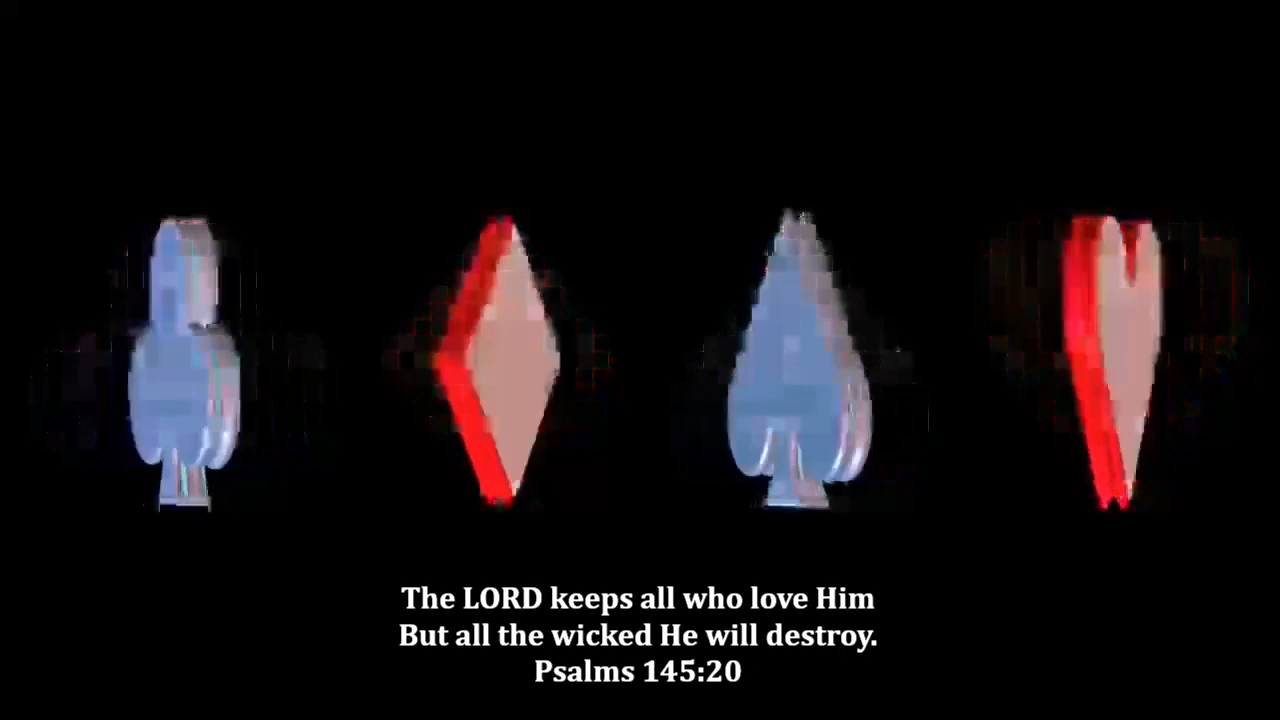 The LORD keeps all who love Him
But all the wicked He will destroy.
Psalms 145:20